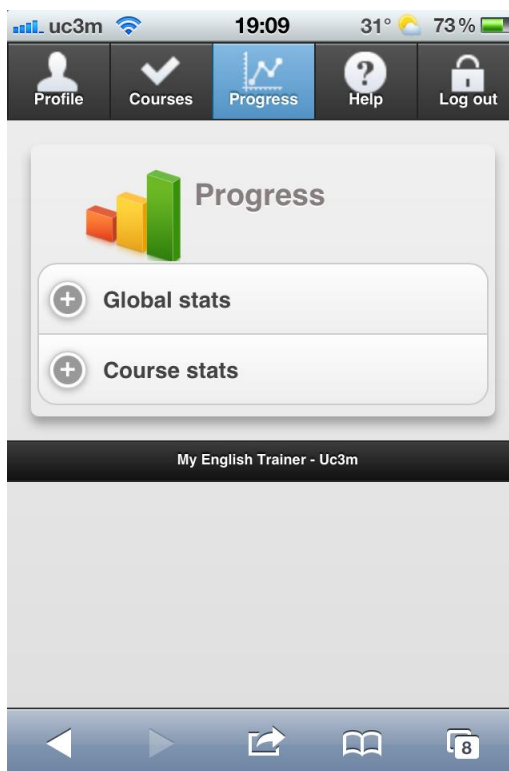 uc3m 19:09 31° 73%
Profile Courses Progress Help Log out
Progress
Global stats
Course stats
My English Trainer - Uc3m
8